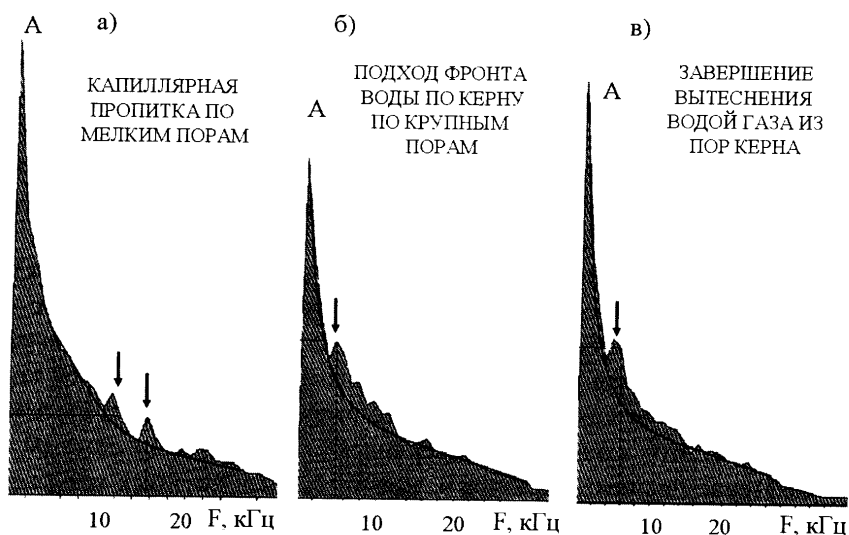 а)
А
КАПИЛЛЯРНАЯ
ПРОПИТКА ПО
МЕЛКИМ ПОРАМ
10 20 F, кГц
б)
А
ПОДХОД ФРОНТА
ВОДЫ ПО КЕРНУ
ПО КРУПНЫМ
ПОРАМ
10 20 F, кГц
в)
А
ЗАВЕРШЕНИЕ
ВЫТЕСНЕНИЯ
ВОДОЙ ГАЗА ИЗ
ПОР КЕРНА
10 20 F, кГц